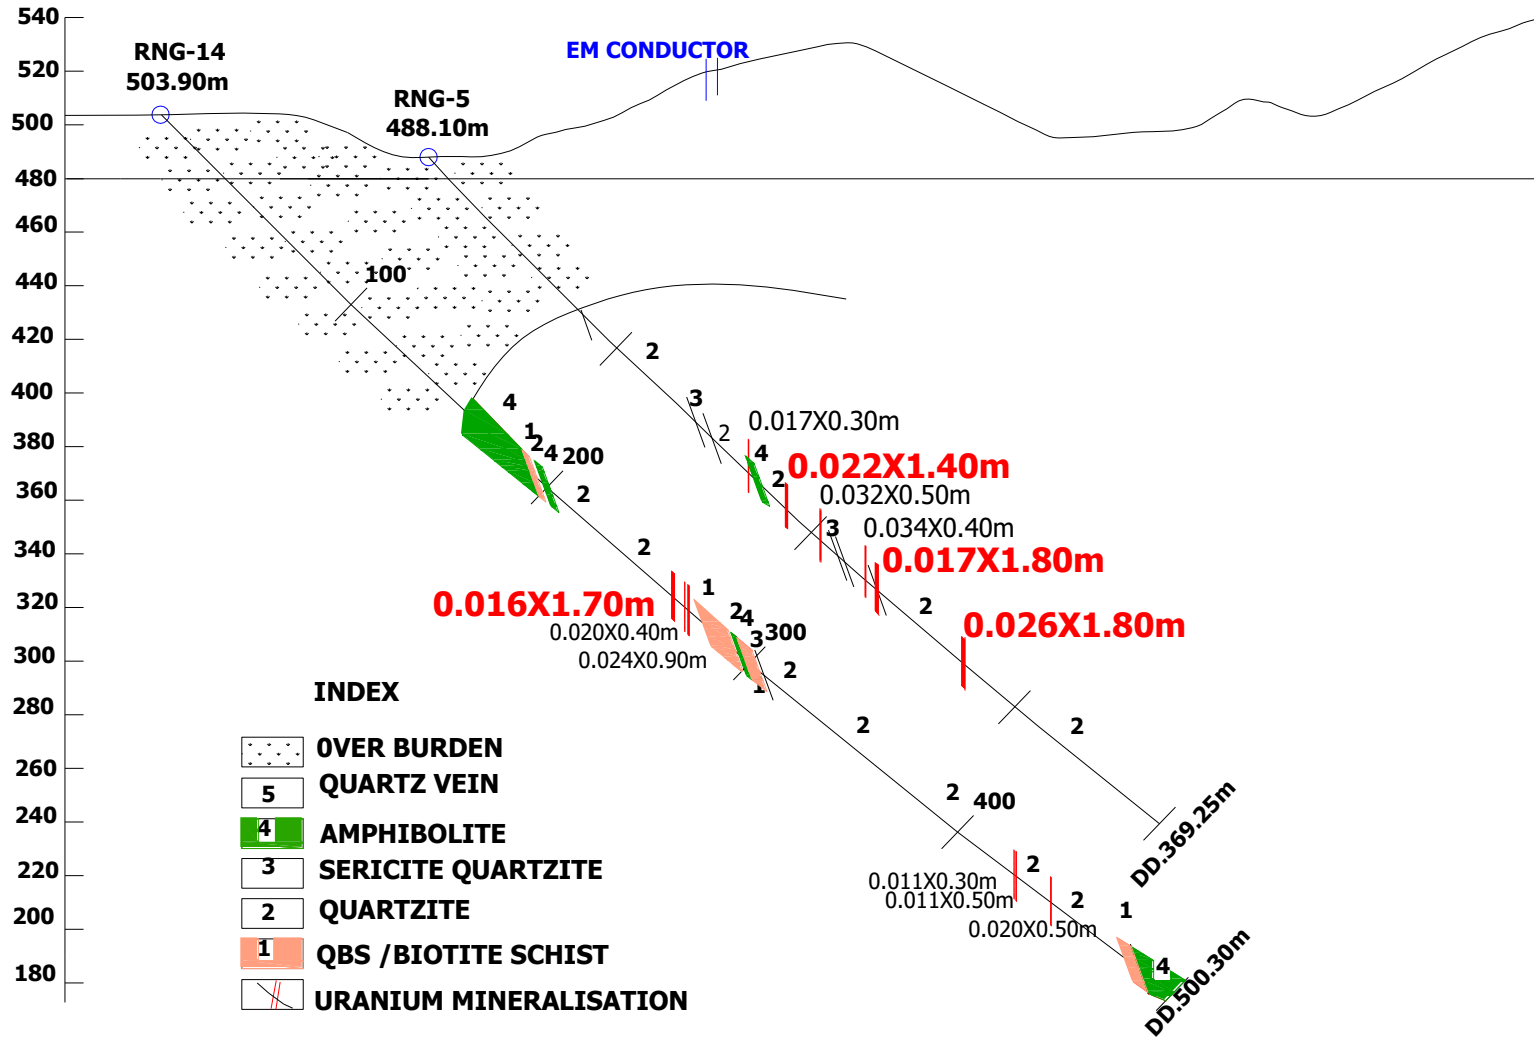 540
520
500
480
460
440
420
400
380
360
340
320
300
280
260
240
220
200
180
RNG-14
503.90m
RNG-5
488.10m
EM CONDUCTOR
100
2
3
2
0.017X0.30m
4
4
1
2
4
200
2
2
0.022X1.40m
0.032X0.50m
3
0.034X0.40m
0.017X1.80m
2
1
0.016X1.70m
2
4
0.020X0.40m
3
300
0.024X0.90m
2
1
2
0.026X1.80m
2
2
2
400
DD.369.25m
0.011X0.30m
2
0.011X0.50m
2
0.020X0.50m
1
4
DD.500.30m
INDEX
0VER BURDEN
5
QUARTZ VEIN
4
AMPHIBOLITE
3
SERICITE QUARTZITE
2
QUARTZITE
1
QBS /BIOTITE SCHIST
URANIUM MINERALISATION